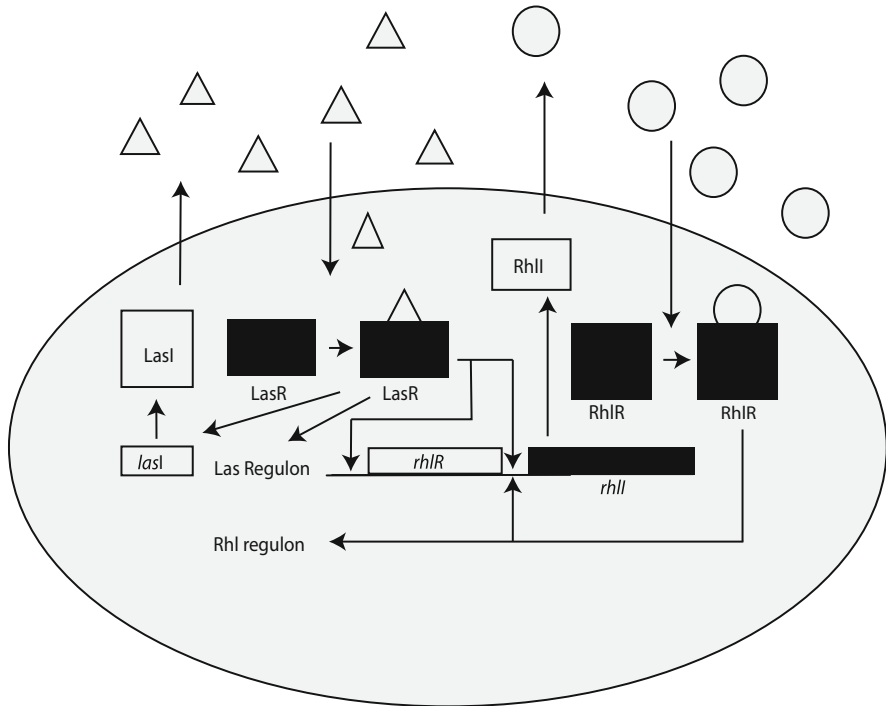 RhlI
LasI
LasR
LasR
RhlR
RhlR
lasI
Las Regulon
rhlR
rhlI
Rhl regulon